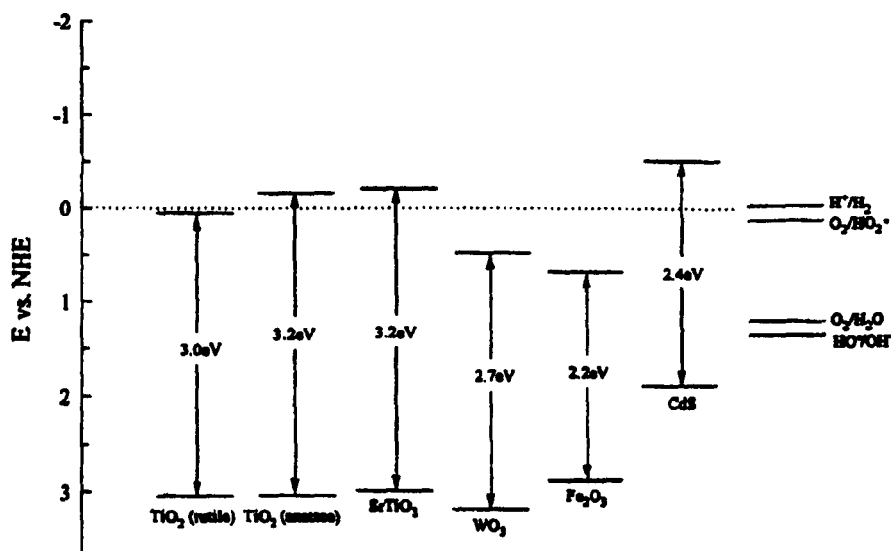 -2
-1
0
1
2
3
E vs. NHE
3.0eV
3.2eV
3.2eV
2.7eV
2.2eV
2.4eV
TiO₂ (rutile)
TiO₂ (anatase)
SrTiO₃
WO₃
Fe₂O₃
CdS
H⁺/H₂
O₂/HO₂•
O₂/H₂O
HO•/OH⁻